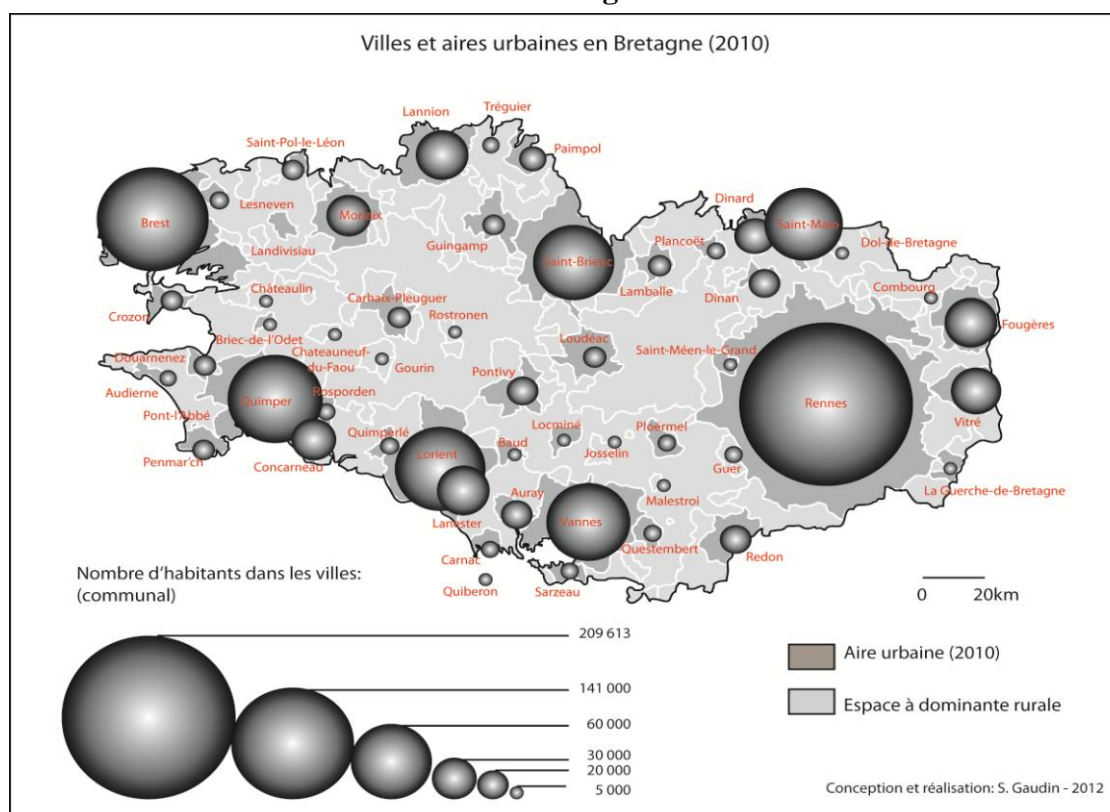 Villes et aires urbaines en Bretagne (2010)
Lannion
Tréguier
Saint-Pol-le-Léon
Paimpol
Dinard
Lesneven
Morlaix
Saint-Malo
Brest
Guingamp
Plancoët
Dol-de-Bretagne
Landivisiau
Saint-Brieuc
Lamballe
Dinan
Combourg
Châteaulin
Carhaix-Pleuguer
Crozon
Rostronen
Fougères
Briec-de-l'Odet
Loudéac
Douarnenez
Chateauneuf-
du-Faou
Gourin
Saint-Méen-le-Grand
Pontivy
Audierne
Rosporden
Quimper
Rennes
Pont-l'Abbé
Vitré
Quimperlé
Locminé
Ploërmel
Lorient
Baud
Josselin
Guer
Penmar'ch
Concarneau
La Guerche-de-Bretagne
Auray
Malestroi
Lanester
Vannes
Questembert
Redon
Carnac
Quiberon
Sarzeau
Nombre d'habitants dans les villes:
(communal)
0 20km
209 613
141 000
60 000
30 000
20 000
5 000
Aire urbaine (2010)
Espace à dominante rurale
Conception et réalisation: S. Gaudin - 2012